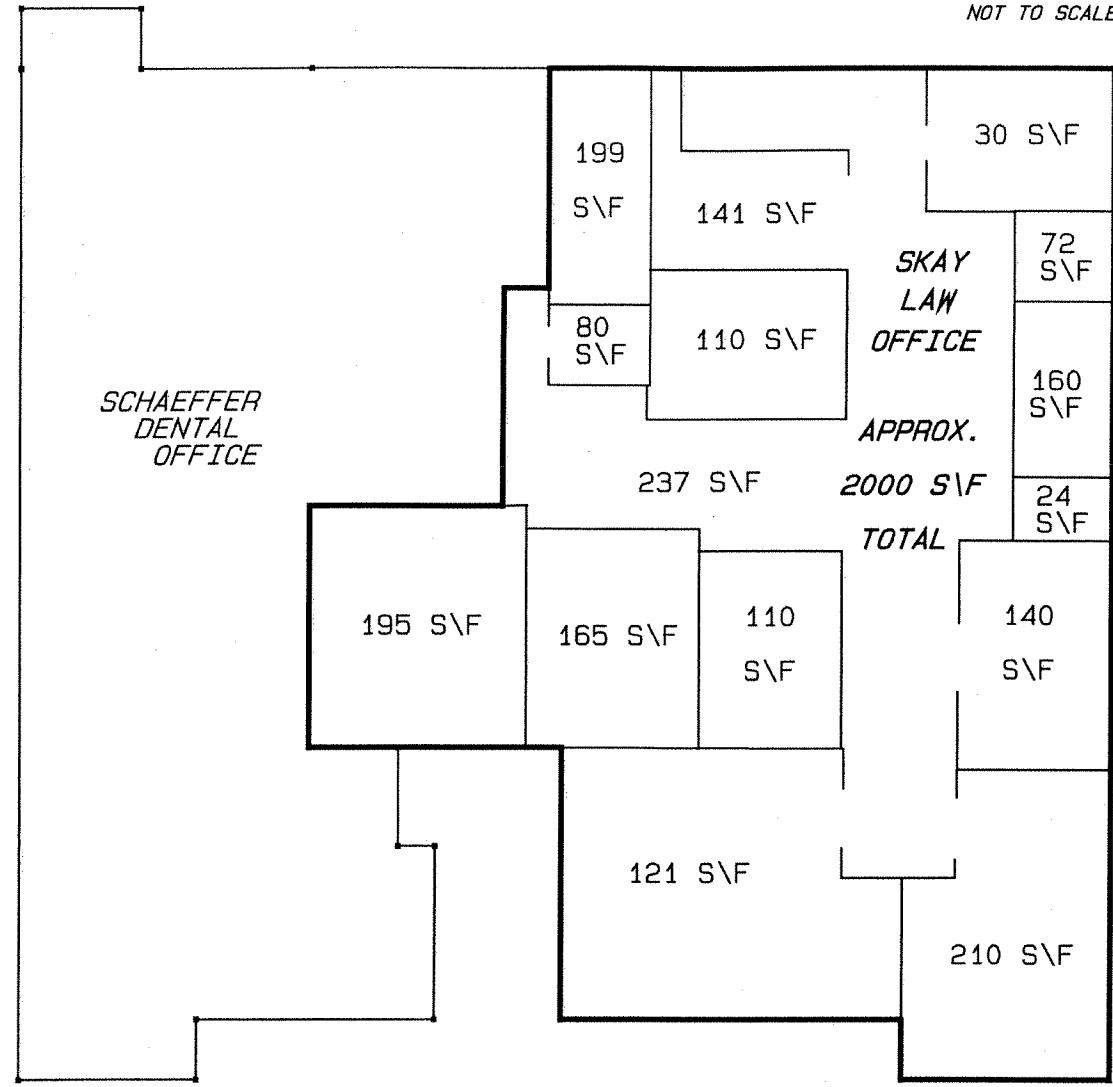 NOT TO SCALE
199
S\F
30 S\F
141 S\F
72
S\F
SKAY
LAW
OFFICE
80
S\F
110 S\F
160
S\F
SCHAEFFER
DENTAL
OFFICE
APPROX.
2000 S\F
TOTAL
237 S\F
24
S\F
195 S\F
165 S\F
110
S\F
140
S\F
121 S\F
210 S\F